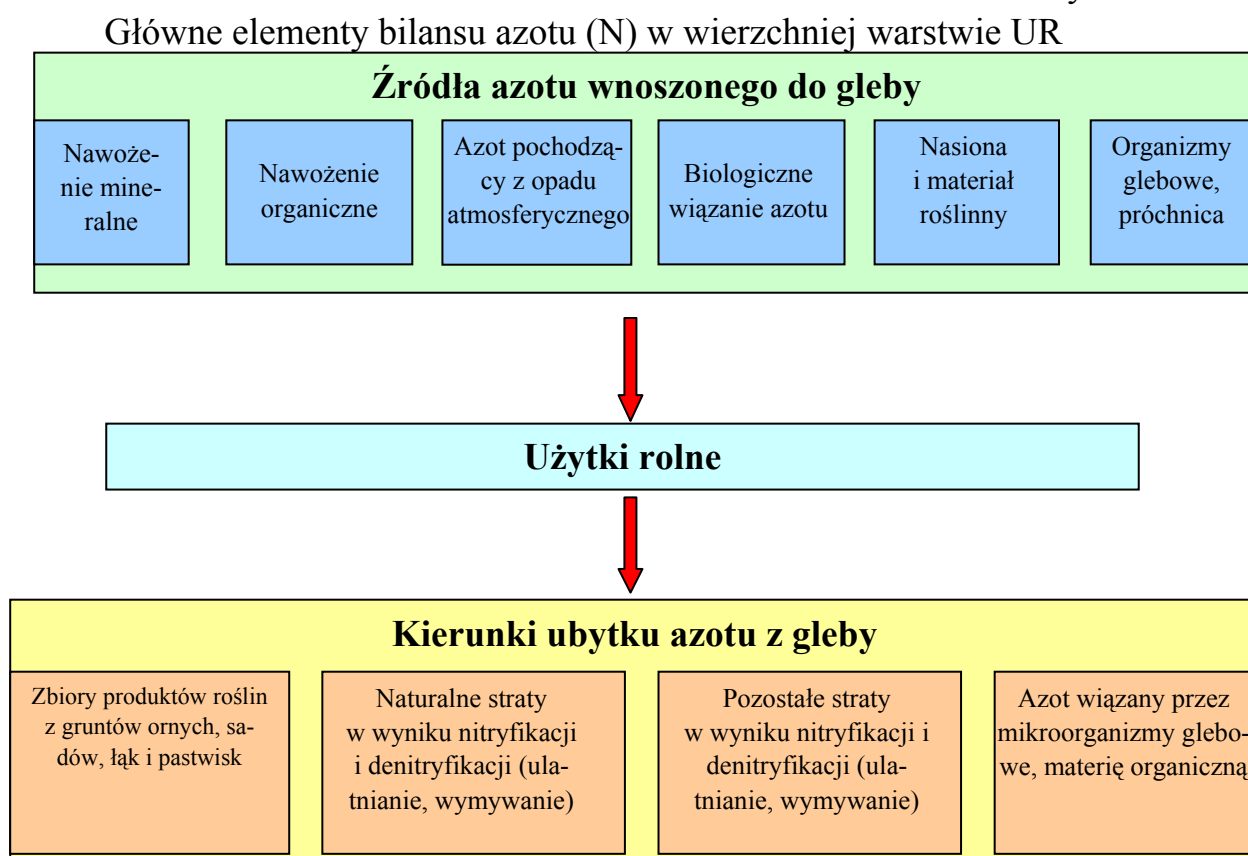 Główne elementy bilansu azotu (N) w wierzchniej warstwie UR
Źródła azotu wnoszonego do gleby
Nawoże-
nie mine-
ralne
Nawożenie
organiczne
Azot pochodzą-
cy z opadu
atmosferycznego
Biologiczne
wiązanie azotu
Nasiona
i materiał
roślinny
Organizmy
glebowe,
próchnica
Użytki rolne
Kierunki ubytku azotu z gleby
Zbiory produktów roślin
z gruntów ornych, sa-
dów, łąk i pastwisk
Naturalne straty
w wyniku nitryfikacji
i denitryfikacji (ula-
tnianie, wymywanie)
Pozostałe straty
w wyniku nitryfikacji i
denitryfikacji (ula-
tnianie, wymywanie)
Azot wiązany przez
mikroorganizmy glebo-
we, materię organiczną